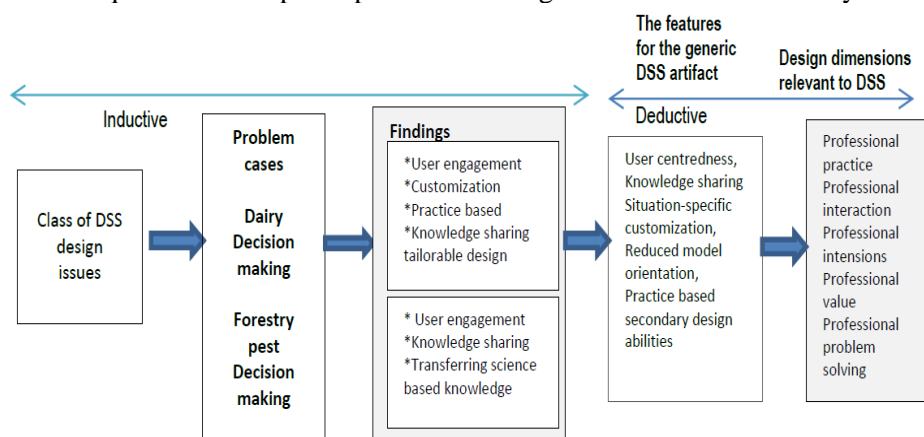 The features
for the generic
DSS artifact
Design dimensions
relevant to DSS
Inductive
Deductive
Class of DSS
design
issues
Problem
cases
Dairy
Decision
making
Forestry
pest
Decision
making
Findings
*User engagement
*Customization
*Practice based
*Knowledge sharing
tailorable design
* User engagement
*Knowledge sharing
*Transferring science
based knowledge
User centredness,
Knowledge sharing
Situation-specific
customization,
Reduced model
orientation,
Practice based
secondary design
abilities
Professional
practice
Professional
interaction
Professional
intensions
Professional
value
Professional
problem
solving